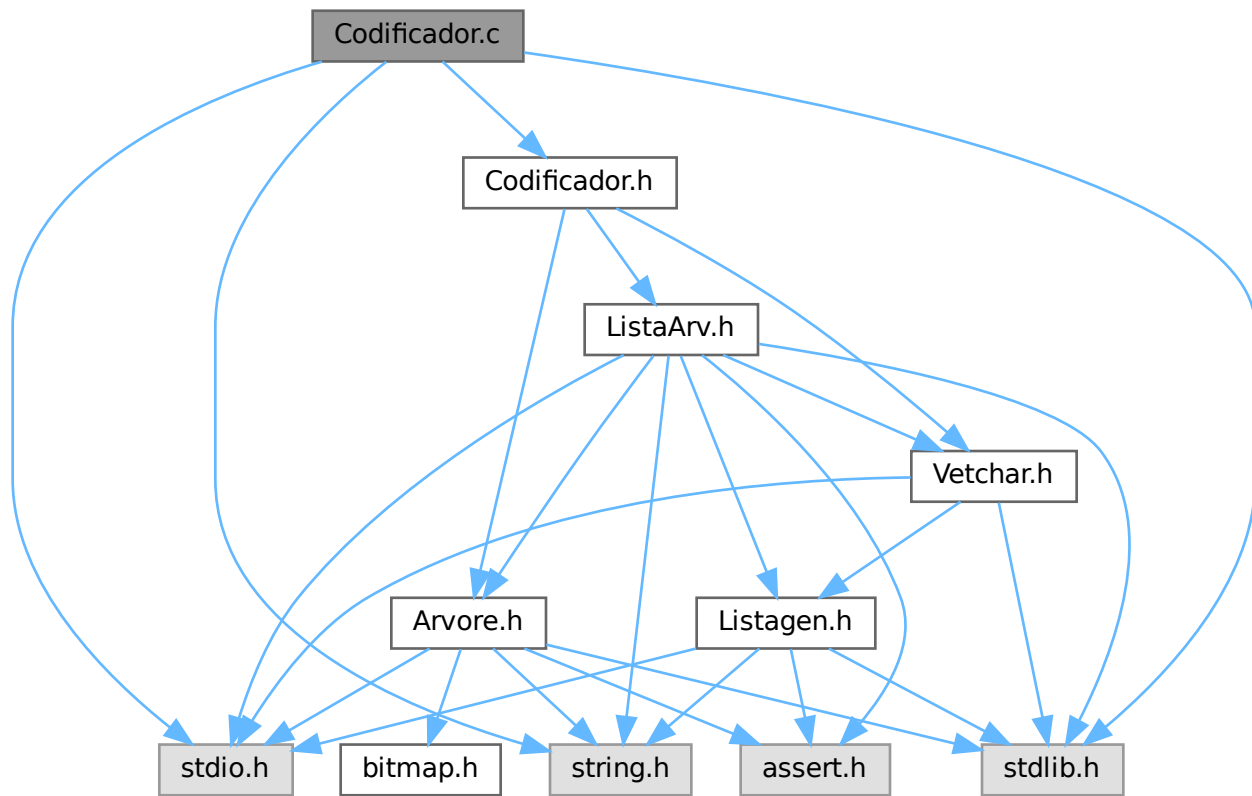 Codificador.c
Codificador.h
ListaArv.h
Vetchar.h
Arvore.h
Listagen.h
stdio.h
bitmap.h
string.h
assert.h
stdlib.h